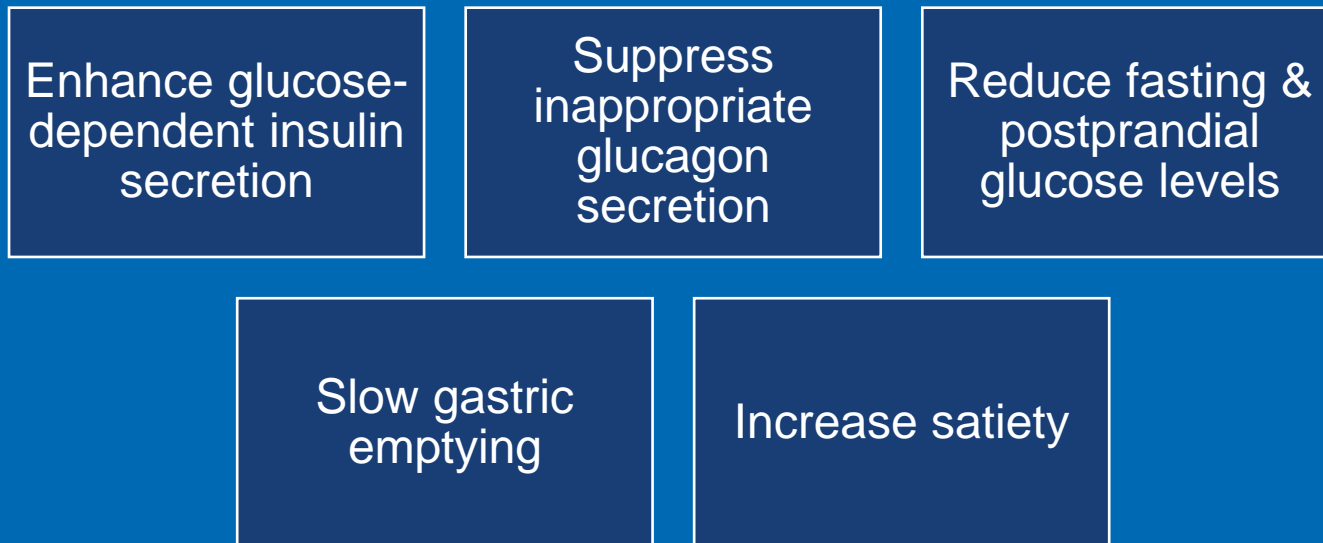 Enhance glucose-
dependent insulin
secretion
Suppress
inappropriate
glucagon
secretion
Reduce fasting &
postprandial
glucose levels
Slow gastric
emptying
Increase satiety